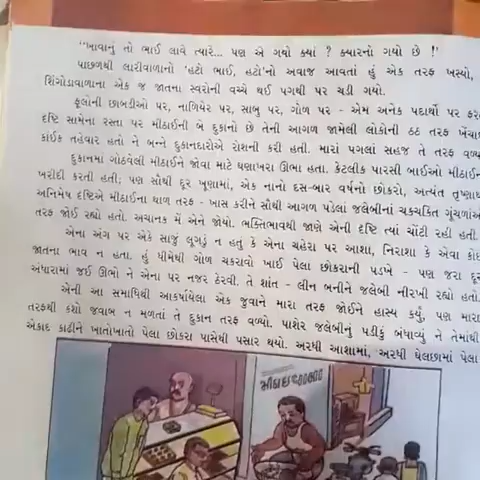 "ખાવાનું તો ભાઈ લાવે ત્યારે... પણ એ ગયો ક્યાં ? ક્યારનો ગયો છે !"
પાછળથી લારીવાળાનો 'હટો ભાઈ, હટો'નો અવાજ આવતાં હું એક તરફ ખસ્યો,
શિંગોડાવાળાના એક જ જાતના સ્વરોની વચ્ચે થઈ પગથી પર ચડી ગયો.
ફૂલોની છાબડીઓ પર, નાળિયેર પર, સાબુ પર, ગોળ પર - એમ અનેક પદાર્થો પર
દૃષ્ટિ સામેના રસ્તા પર મીઠાઈની બે દુકાનો છે તેની આગળ જામેલી લોકોની ઠઠ તરફ
કાંઈક તહેવાર હતો ને બન્ને દુકાનદારોએ રોશની કરી હતી. મારાં પગલાં સહજ તે તરફ
દુકાનમાં ગોઠવેલી મીઠાઈને જોવા માટે ઘણાખરા ઊભા હતા. કેટલીક પારસી બાઈઓ
ખરીદી કરતી હતી; પણ સૌથી દૂર ખૂણામાં, એક નાનો દસ-બાર વર્ષનો છોકરો, અત્યંત
અનિમેષ દૃષ્ટિએ મીઠાઈના થાળ તરફ - ખાસ કરીને સૌથી આગળ પડેલાં જલેબીનાં ચકચકિત ગૂંચળાંઓ
તરફ જોઈ રહ્યો હતો. અચાનક મેં એને જોયો. ભક્તિભાવથી જાણે એની દૃષ્ટિ ત્યાં ચોંટી રહી હતી.
એના અંગ પર એકે સાજું લૂગડું ન હતું કે એના ચહેરા પર આશા, નિરાશા કે એવા
જાતના ભાવ ન હતા. હું ધીમેથી ગોળ ચકરાવો ખાઈ પેલા છોકરાની પડખે - પણ જરા દૂર
અંધારામાં જઈ ઊભો ને એના પર નજર ઠેરવી. તે શાંત - લીન બનીને જલેબી નીરખી રહ્યો હતો.
એની આ સમાધિથી આકર્ષાયેલા એક જુવાને મારા તરફ જોઈને હાસ્ય કર્યું, પણ મારા
તરફથી કશો જવાબ ન મળતાં તે દુકાન તરફ વળ્યો. પાશેર જલેબીનું પડીકું બંધાવ્યું ને તેમાંથી
એકાદ કાઢીને ખાતોખાતો પેલા છોકરા પાસેથી પસાર થયો. અરધી આશામાં, અરધી ઘેલછામાં પેલા